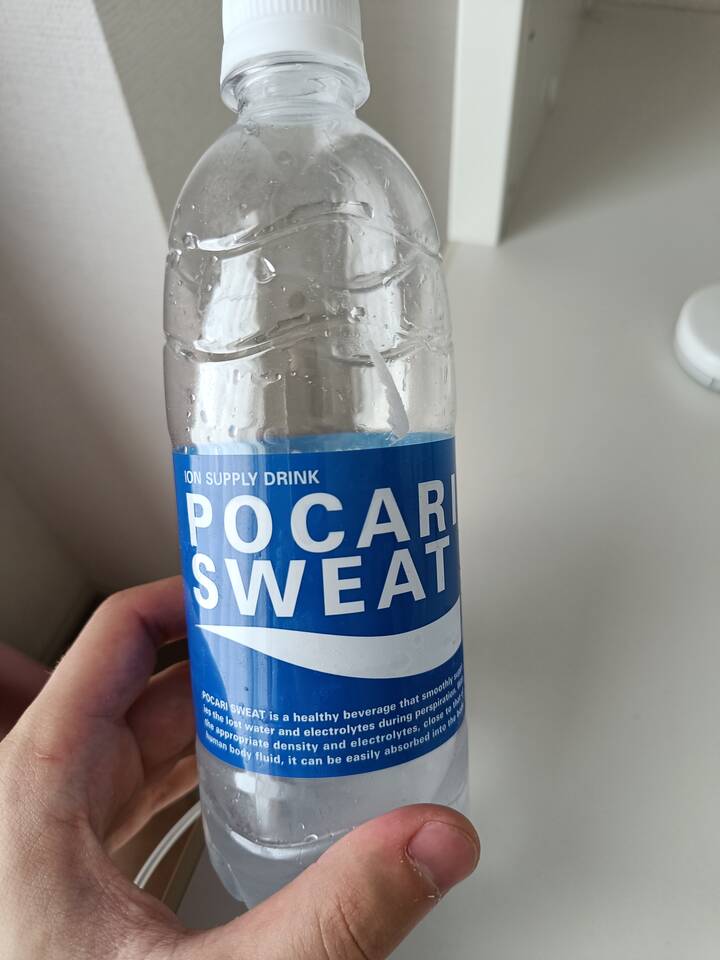 ION SUPPLY DRINK
POCARI
SWEAT
POCARI SWEAT is a healthy beverage that smoothly
ies the lost water and electrolytes during perspiration.
the appropriate density and electrolytes, close to
human body fluid, it can be easily absorbed into the